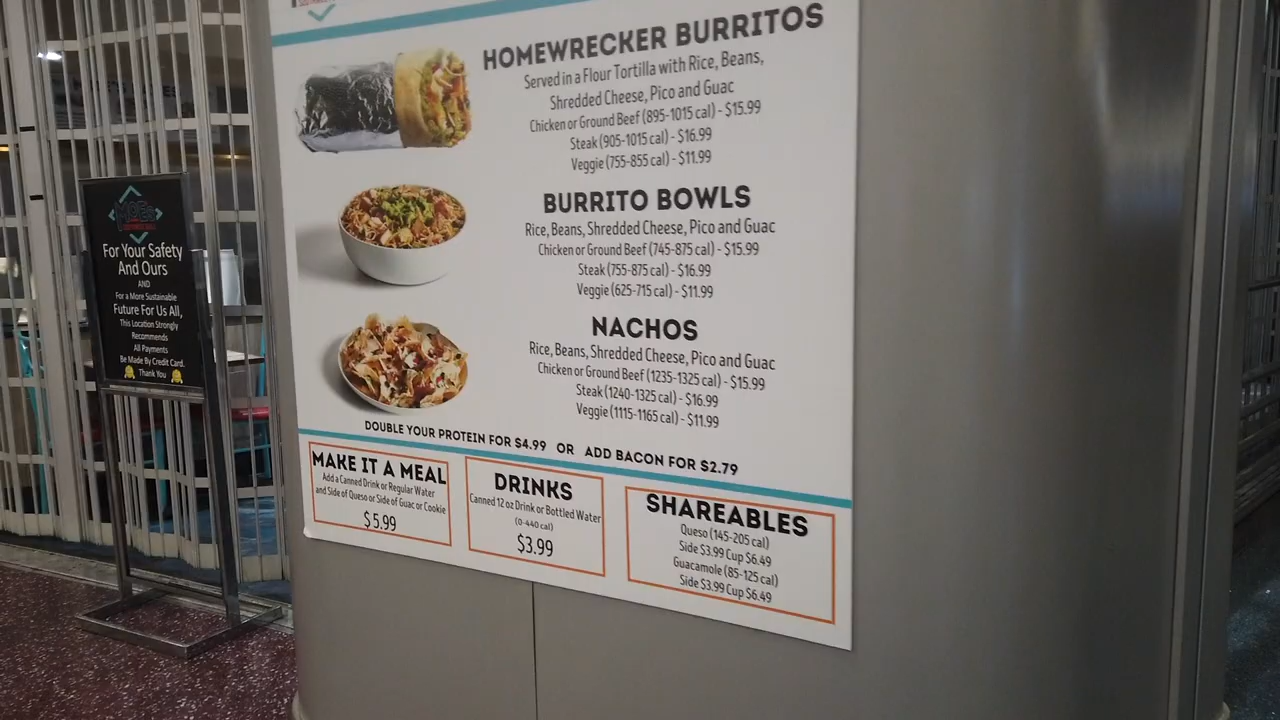 HOMEWRECKER BURRITOS
Served in a Flour Tortilla with Rice, Beans,
Shredded Cheese, Pico and Guac
Chicken or Ground Beef (895-1015 cal) - $15.99
Steak (905-1015 cal) - $16.99
Veggie (755-855 cal) - $11.99
BURRITO BOWLS
Rice, Beans, Shredded Cheese, Pico and Guac
Chicken or Ground Beef (745-875 cal) - $15.99
Steak (755-875 cal) - $16.99
Veggie (625-715 cal) - $11.99
NACHOS
Rice, Beans, Shredded Cheese, Pico and Guac
Chicken or Ground Beef (1235-1325 cal) - $15.99
Steak (1240-1325 cal) - $16.99
Veggie (1115-1165 cal) - $11.99
DOUBLE YOUR PROTEIN FOR $4.99 OR ADD BACON FOR $2.79
MAKE IT A MEAL
Add a Canned Drink or Regular Water
and Side of Queso or Side of Guac or Cookie
$5.99
DRINKS
Canned 12 oz Drink or Bottled Water
(0-440 cal)
$3.99
SHAREABLES
Queso (145-205 cal)
Side $3.99 Cup $6.49
Guacamole (85-125 cal)
Side $3.99 Cup $6.49
MOE'S
For Your Safety
And Ours
AND
For a More Sustainable
Future For Us All,
This Location Strongly
Recommends
All Payments
Be Made By Credit Card.
Thank You